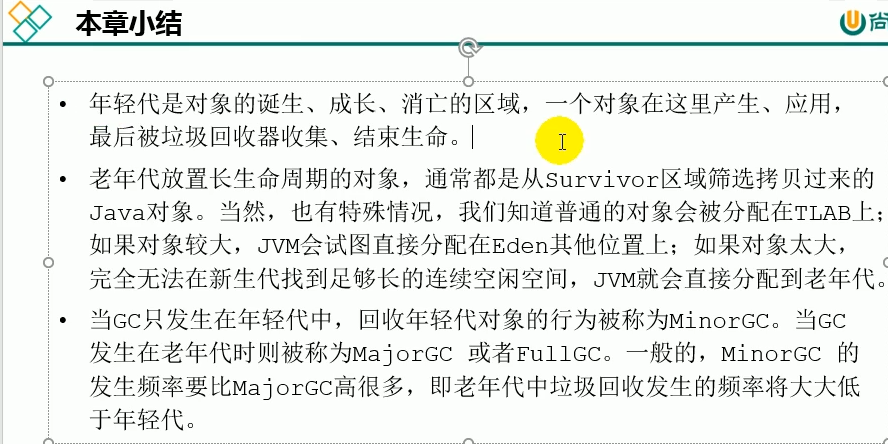 本章小结
尚
• 年轻代是对象的诞生、成长、消亡的区域，一个对象在这里产生、应用，
最后被垃圾回收器收集、结束生命。
• 老年代放置长生命周期的对象，通常都是从Survivor区域筛选拷贝过来的
Java对象。当然，也有特殊情况，我们知道普通的对象会被分配在TLAB上；
如果对象较大，JVM会试图直接分配在Eden其他位置上；如果对象太大，
完全无法在新生代找到足够长的连续空闲空间，JVM就会直接分配到老年代。
• 当GC只发生在年轻代中，回收年轻代对象的行为被称为MinorGC。当GC
发生在老年代时则被称为MajorGC 或者FullGC。一般的，MinorGC 的
发生频率要比MajorGC高很多，即老年代中垃圾回收发生的频率将大大低
于年轻代。